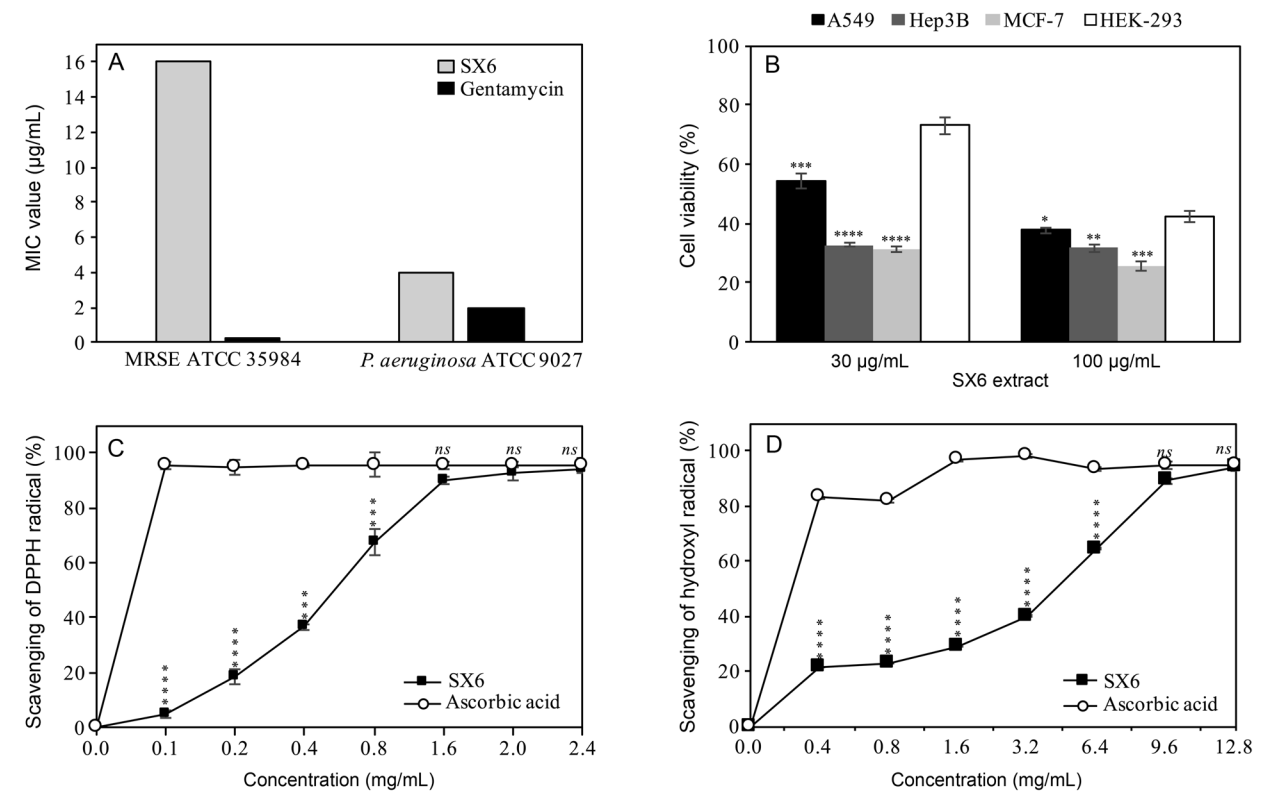 A
SX6
Gentamycin
MIC value (µg/mL)
16
14
12
10
8
6
4
2
0
MRSE ATCC 35984
P. aeruginosa ATCC 9027
A549 Hep3B MCF-7 HEK-293
B
Cell viability (%)
100
80
60
40
20
0
***
****
****
*
**
***
30 µg/mL
100 µg/mL
SX6 extract
C
Scavenging of DPPH radical (%)
100
80
60
40
20
0
****
****
****
***
ns
ns
ns
SX6
Ascorbic acid
0.0 0.1 0.2 0.4 0.8 1.6 2.0 2.4
Concentration (mg/mL)
D
Scavenging of hydroxyl radical (%)
100
80
60
40
20
0
****
****
****
****
****
ns
ns
SX6
Ascorbic acid
0.0 0.4 0.8 1.6 3.2 6.4 9.6 12.8
Concentration (mg/mL)